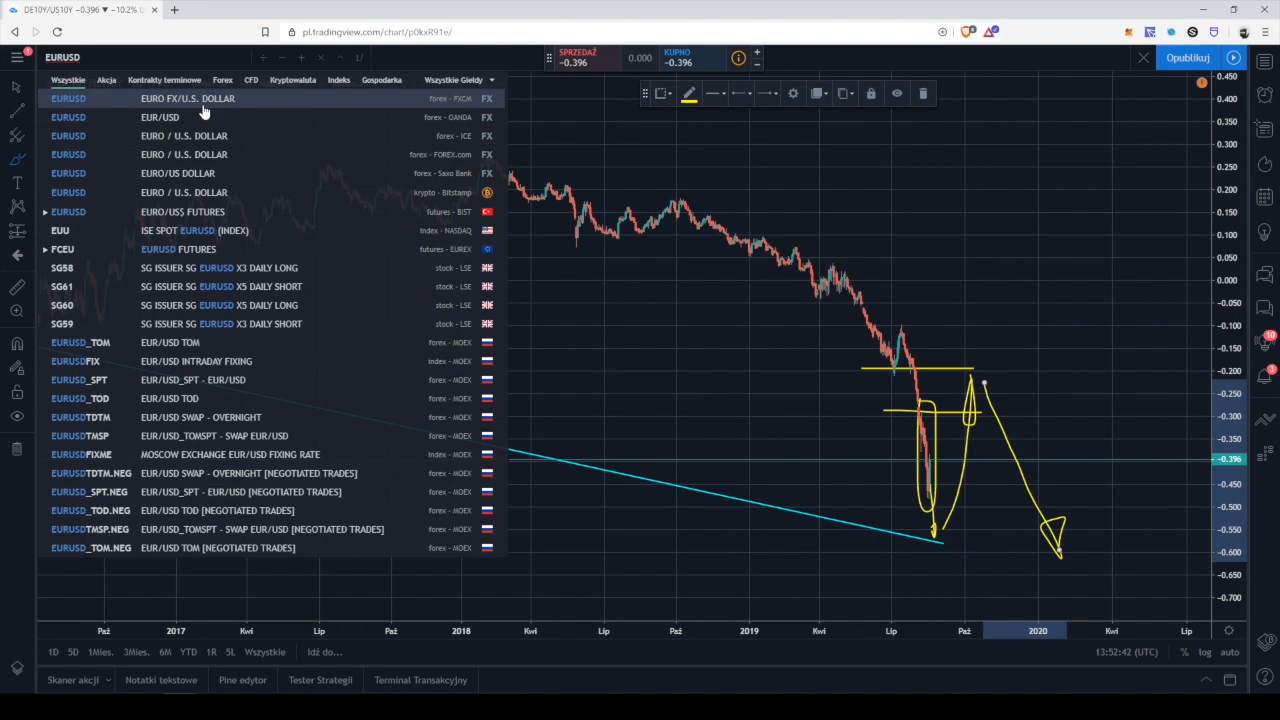 DE10Y/US10Y −0.396 ▼ −10.2% U
pl.tradingview.com/chart/p0kxR91e/
EURUSD
1/
SPRZEDAŻ
-0.396
0.000
KUPNO
-0.396
Opublikuj
Wszystkie Akcja Kontrakty terminowe Forex CFD Kryptowaluta Indeks Gospodarka Wszystkie Giełdy
EURUSD EURO FX/U.S. DOLLAR forex - FXCM FX
EURUSD EUR/USD forex - OANDA FX
EURUSD EURO / U.S. DOLLAR forex - ICE FX
EURUSD EURO / U.S. DOLLAR forex - FOREX.com FX
EURUSD EURO/US DOLLAR forex - Saxo Bank FX
EURUSD EURO / U.S. DOLLAR krypto - Bitstamp
EURUSD EURO/US$ FUTURES futures - BIST
EUU ISE SPOT EURUSD (INDEX) index - NASDAQ
FCEU EURUSD FUTURES futures - EUREX
SG58 SG ISSUER SG EURUSD X3 DAILY LONG stock - LSE
SG61 SG ISSUER SG EURUSD X5 DAILY SHORT stock - LSE
SG60 SG ISSUER SG EURUSD X5 DAILY LONG stock - LSE
SG59 SG ISSUER SG EURUSD X3 DAILY SHORT stock - LSE
EURUSD_TOM EUR/USD TOM forex - MOEX
EURUSDFIX EUR/USD INTRADAY FIXING index - MOEX
EURUSD_SPT EUR/USD_SPT - EUR/USD forex - MOEX
EURUSD_TOD EUR/USD TOD forex - MOEX
EURUSDTDTM EUR/USD SWAP - OVERNIGHT forex - MOEX
EURUSDTMSP EUR/USD_TOMSPT - SWAP EUR/USD forex - MOEX
EURUSDFIXME MOSCOW EXCHANGE EUR/USD FIXING RATE index - MOEX
EURUSDTDTM.NEG EUR/USD SWAP - OVERNIGHT [NEGOTIATED TRADES] forex - MOEX
EURUSD_SPT.NEG EUR/USD_SPT - EUR/USD [NEGOTIATED TRADES] forex - MOEX
EURUSD_TOD.NEG EUR/USD TOD [NEGOTIATED TRADES] forex - MOEX
EURUSDTMSP.NEG EUR/USD_TOMSPT - SWAP EUR/USD [NEGOTIATED TRADES] forex - MOEX
EURUSD_TOM.NEG EUR/USD TOM [NEGOTIATED TRADES] forex - MOEX
0.450
0.400
0.350
0.300
0.250
0.200
0.150
0.100
0.050
0.000
−0.050
−0.100
−0.150
−0.200
−0.250
−0.300
−0.350
−0.396
−0.450
−0.500
−0.550
−0.600
−0.650
−0.700
1
10
3
Paź 2017 Kwi Lip Paź 2018 Kwi Lip Paź 2019 Kwi Lip Paź 2020 Kwi Lip
1D 5D 1Mies. 3Mies. 6M YTD 1R 5L Wszystkie Idź do... 13:52:42 (UTC) % log auto
Skaner akcji Notatki tekstowe Pine edytor Tester Strategii Terminal Transakcyjny